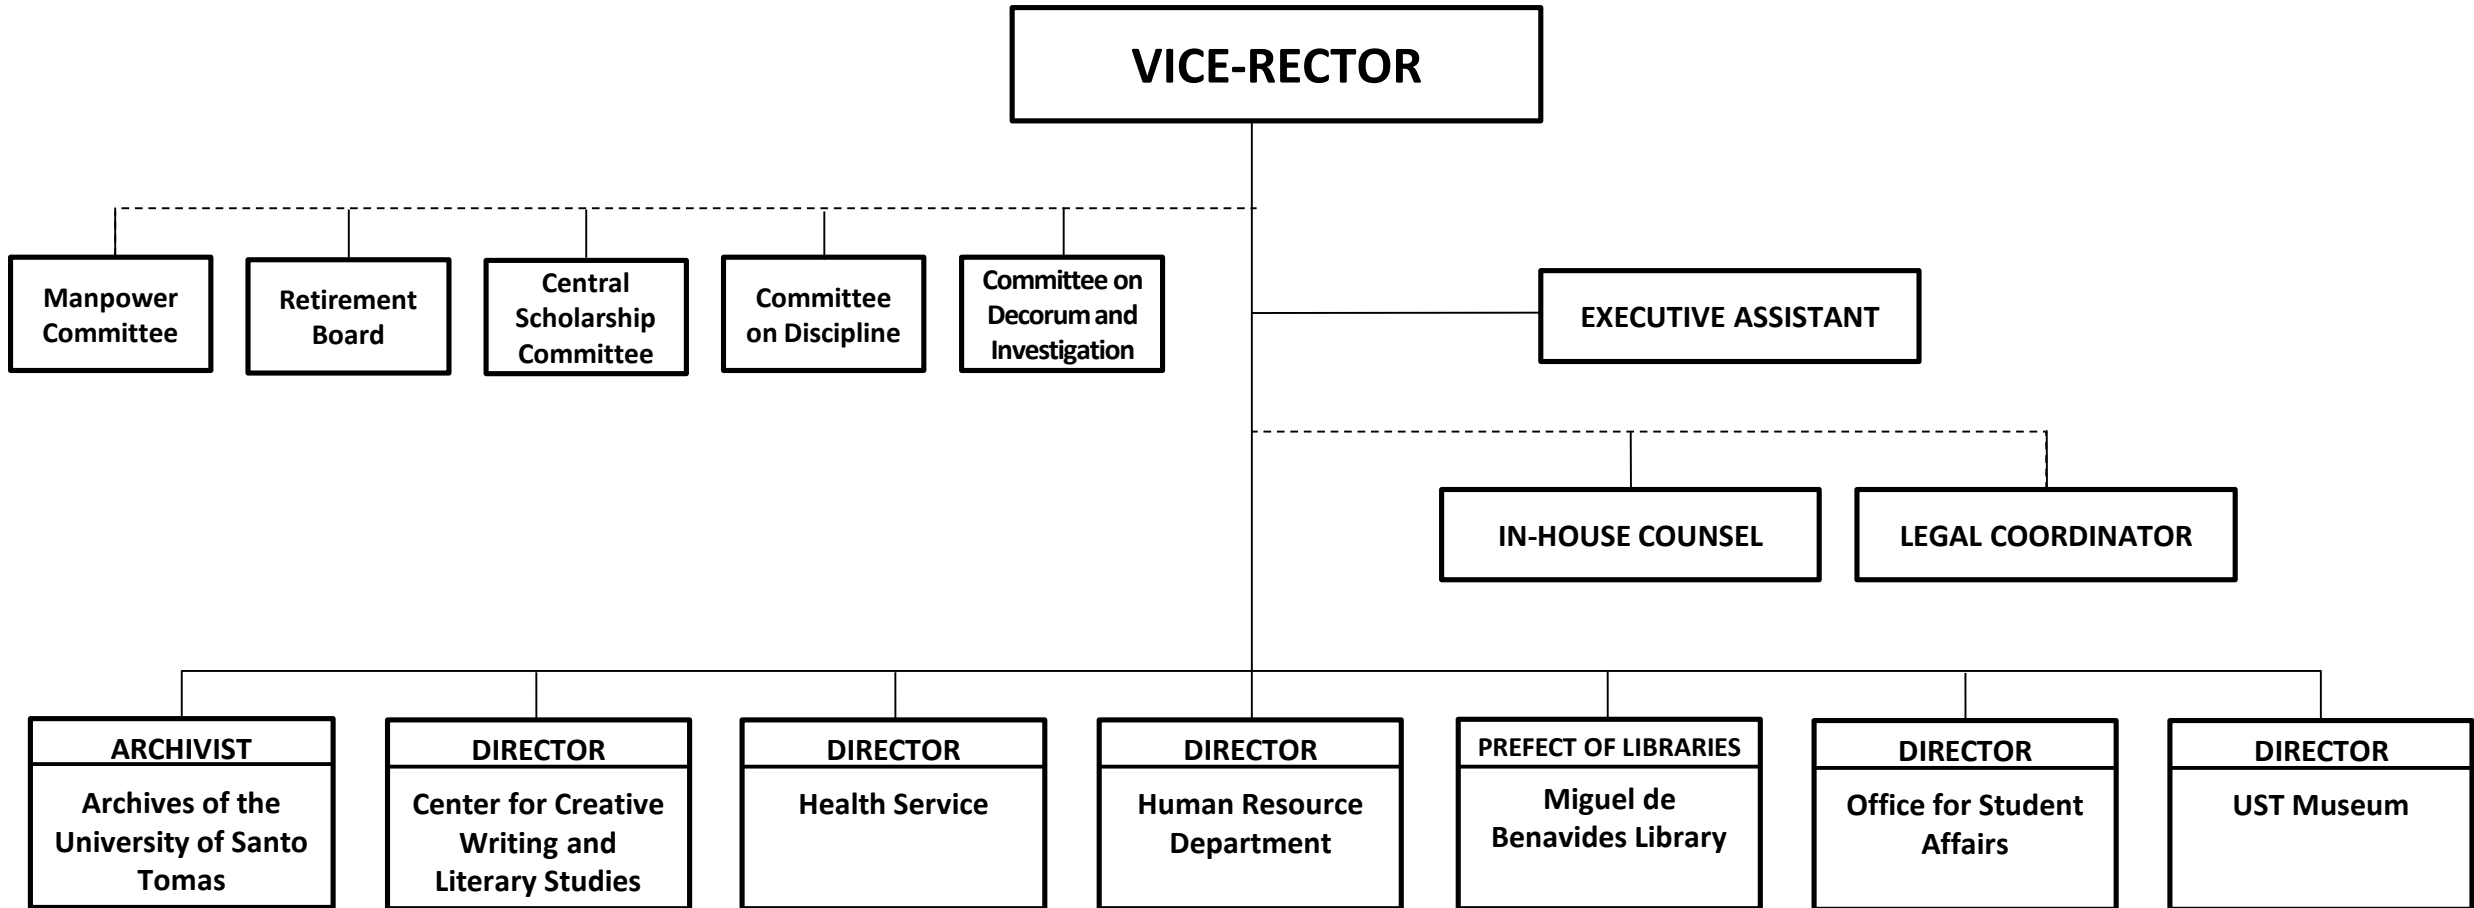 VICE-RECTOR
Manpower
Committee
Retirement
Board
Central
Scholarship
Committee
Committee
on Discipline
Committee on
Decorum and
Investigation
EXECUTIVE ASSISTANT
IN-HOUSE COUNSEL
LEGAL COORDINATOR
ARCHIVIST
Archives of the
University of Santo
Tomas
DIRECTOR
Center for Creative
Writing and
Literary Studies
DIRECTOR
Health Service
DIRECTOR
Human Resource
Department
PREFECT OF LIBRARIES
Miguel de
Benavides Library
DIRECTOR
Office for Student
Affairs
DIRECTOR
UST Museum